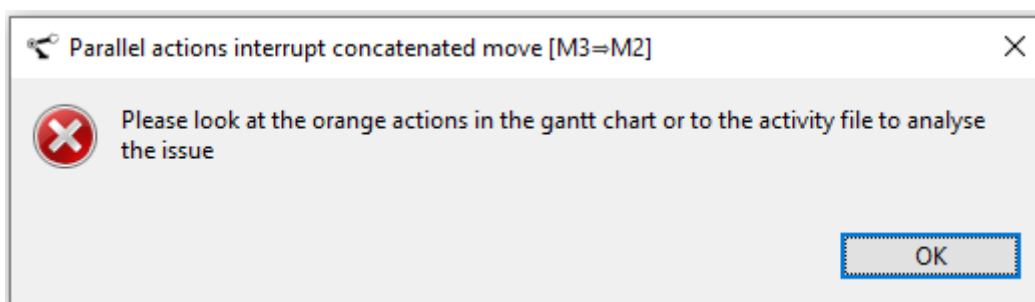 Parallel actions interrupt concatenated move [M3⇒M2]
Please look at the orange actions in the gantt chart or to the activity file to analyse
the issue
OK